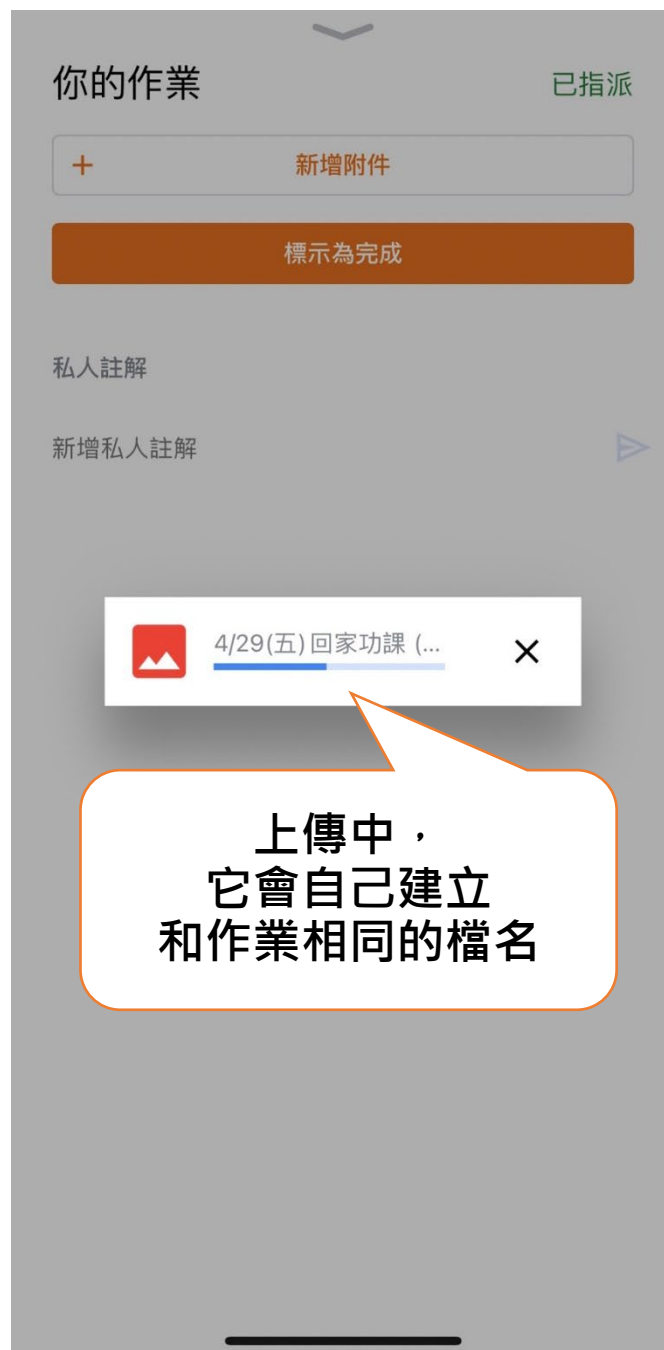 你的作業
已指派
+ 新增附件
標示為完成
私人註解
新增私人註解
4/29(五)回家功課 (...
上傳中，
它會自己建立
和作業相同的檔名